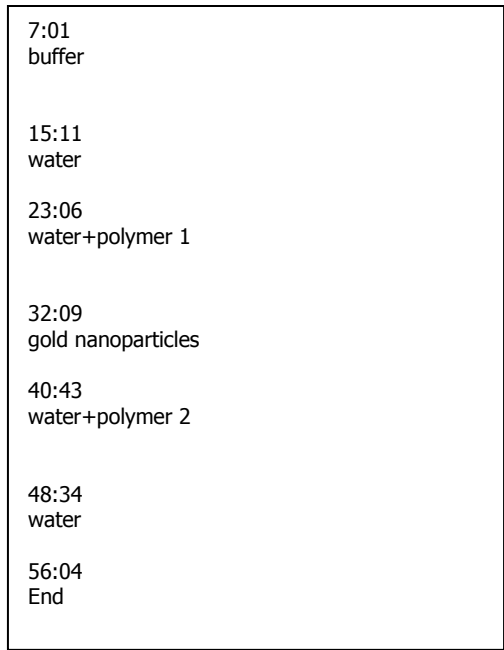 7:01
buffer
15:11
water
23:06
water+polymer 1
32:09
gold nanoparticles
40:43
water+polymer 2
48:34
water
56:04
End